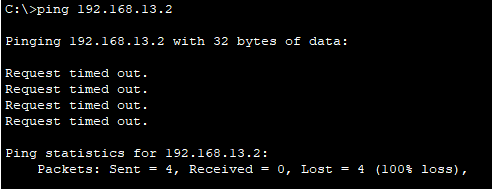 C:\>ping 192.168.13.2
Pinging 192.168.13.2 with 32 bytes of data:
Request timed out.
Request timed out.
Request timed out.
Request timed out.
Ping statistics for 192.168.13.2:
    Packets: Sent = 4, Received = 0, Lost = 4 (100% loss),